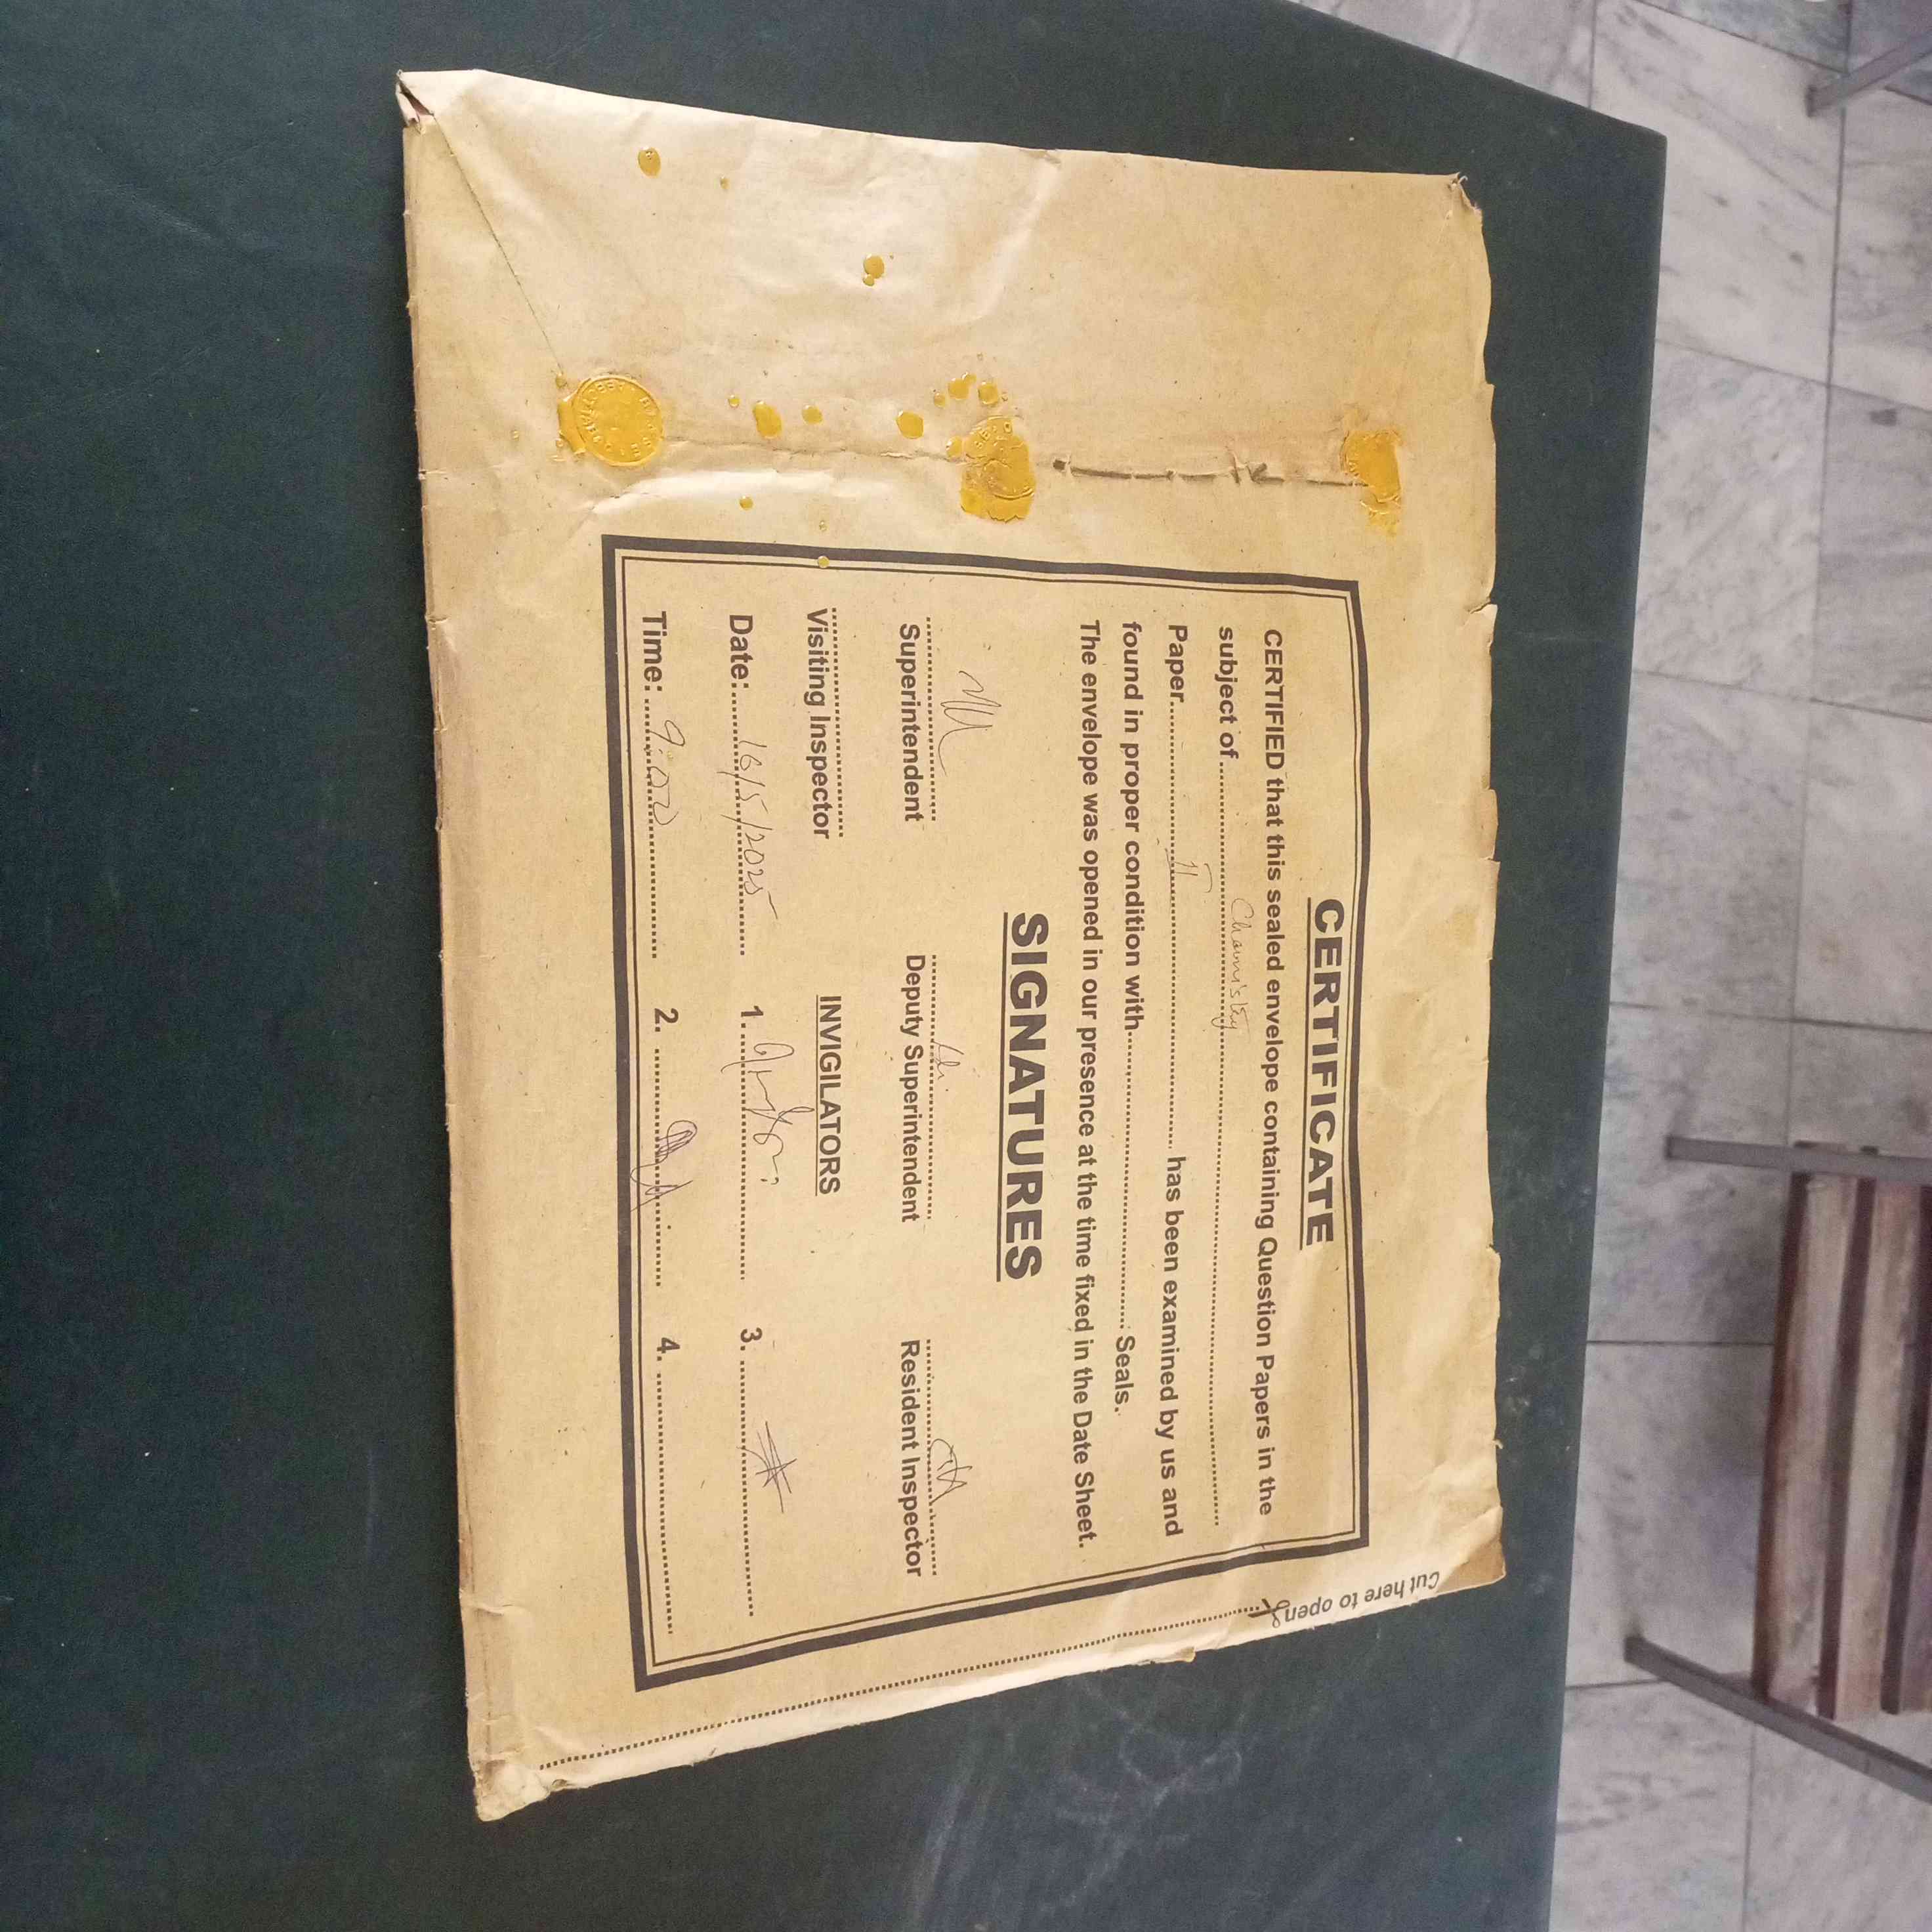 CERTIFICATE
CERTIFIED that this sealed envelope containing Question Papers in the
subject of ........ Chamistry ........
Paper ........ II ........ has been examined by us and
found in proper condition with ........ Seals.
The envelope was opened in our presence at the time fixed in the Date Sheet.
SIGNATURES
Superintendent Deputy Superintendent Resident Inspector
Visiting Inspector INVIGILATORS
Date: 16/5/2025 1. 3.
Time: 9:00 2. 4.
Cut here to open